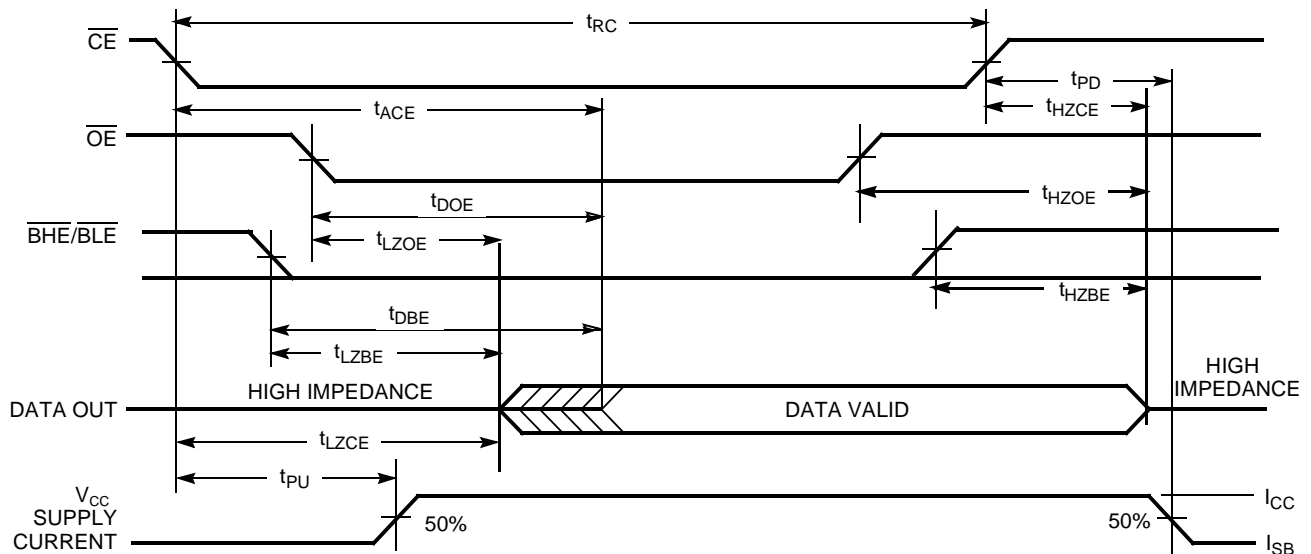 tRC
CE
tPD
tACE
tHZCE
OE
tDOE
tHZOE
BHE/BLE
tLZOE
tHZBE
tDBE
tLZBE
HIGH IMPEDANCE
HIGH
IMPEDANCE
DATA OUT
DATA VALID
tLZCE
tPU
VCC
SUPPLY
CURRENT
50%
50%
ICC
ISB